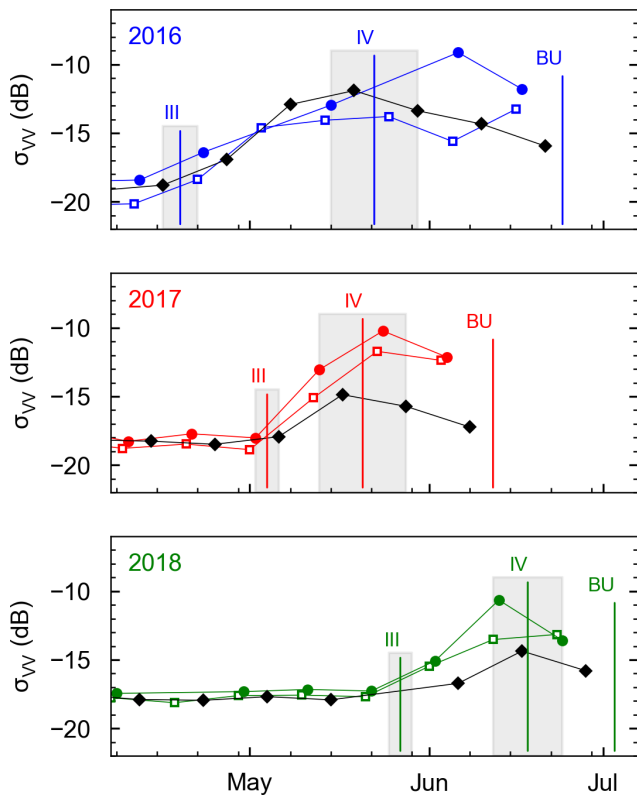 2016
III
IV
BU
−10
−15
−20
σVV (dB)
2017
III
IV
BU
−10
−15
−20
σVV (dB)
2018
III
IV
BU
−10
−15
−20
σVV (dB)
May
Jun
Jul